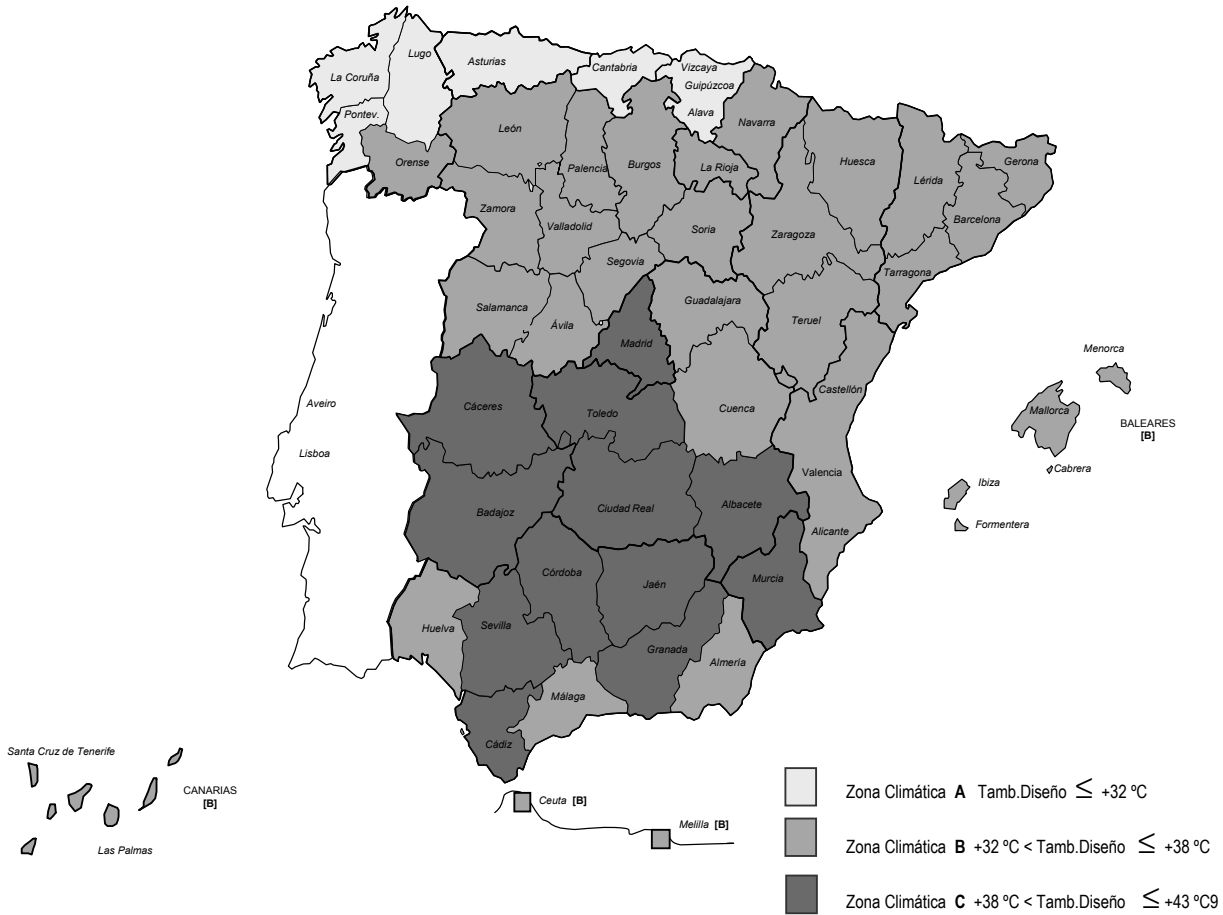 Lugo
Asturias
Cantabria
Vizcaya
La Coruña
Guipúzcoa
Pontev.
Alava
León
Navarra
Orense
Palencia
Burgos
La Rioja
Huesca
Gerona
Lérida
Zamora
Valladolid
Soria
Zaragoza
Barcelona
Segovia
Tarragona
Salamanca
Ávila
Guadalajara
Teruel
Madrid
Menorca
Castellón
Aveiro
Cáceres
Toledo
Cuenca
Mallorca
BALEARES
[B]
Lisboa
Valencia
Cabrera
Ibiza
Badajoz
Ciudad Real
Albacete
Formentera
Alicante
Córdoba
Jaén
Murcia
Huelva
Sevilla
Granada
Almería
Málaga
Cádiz
Santa Cruz de Tenerife
CANARIAS
[B]
Las Palmas
Ceuta [B]
Melilla [B]
Zona Climática A Tamb.Diseño ≤ +32 ºC
Zona Climática B +32 ºC < Tamb.Diseño ≤ +38 ºC
Zona Climática C +38 ºC < Tamb.Diseño ≤ +43 ºC9